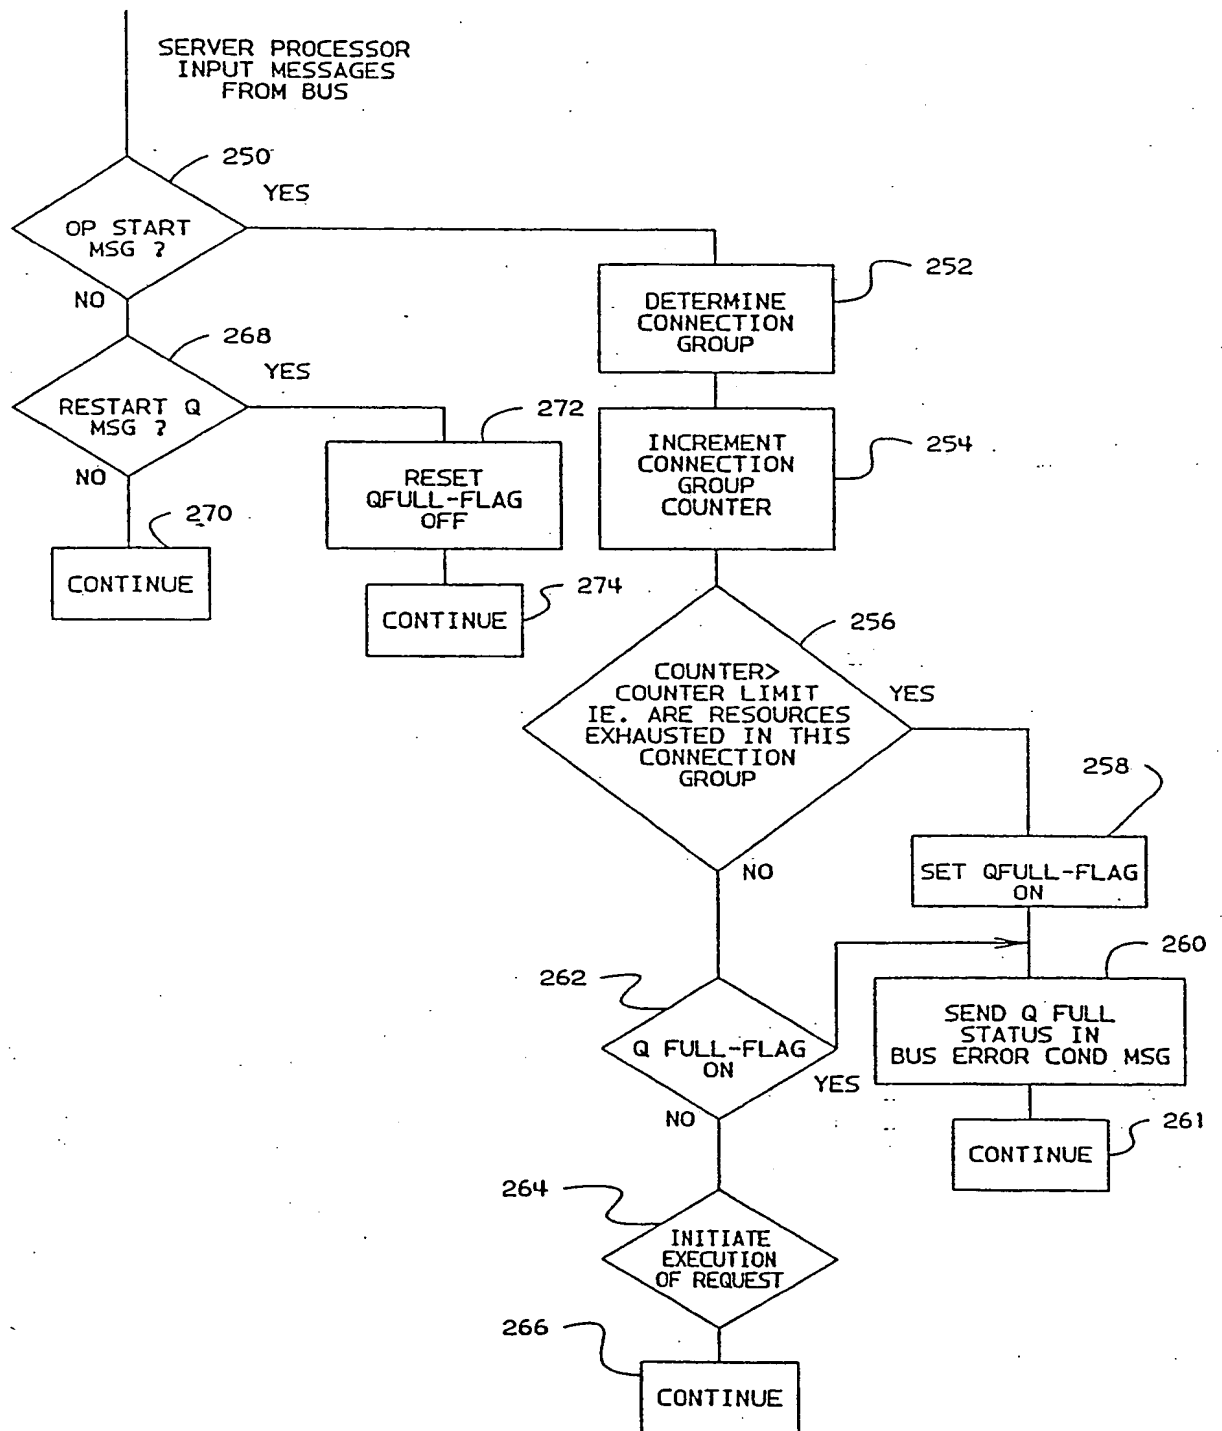 SERVER PROCESSOR
INPUT MESSAGES
FROM BUS
250
YES
OP START
MSG ?
NO
252
DETERMINE
CONNECTION
GROUP
268
YES
RESTART Q
MSG ?
NO
272
RESET
QFULL-FLAG
OFF
254
INCREMENT
CONNECTION
GROUP
COUNTER
270
CONTINUE
274
CONTINUE
256
COUNTER>
COUNTER LIMIT
IE. ARE RESOURCES
EXHAUSTED IN THIS
CONNECTION
GROUP
YES
NO
258
SET QFULL-FLAG
ON
262
Q FULL-FLAG
ON
YES
NO
260
SEND Q FULL
STATUS IN
BUS ERROR COND MSG
261
CONTINUE
264
INITIATE
EXECUTION
OF REQUEST
266
CONTINUE